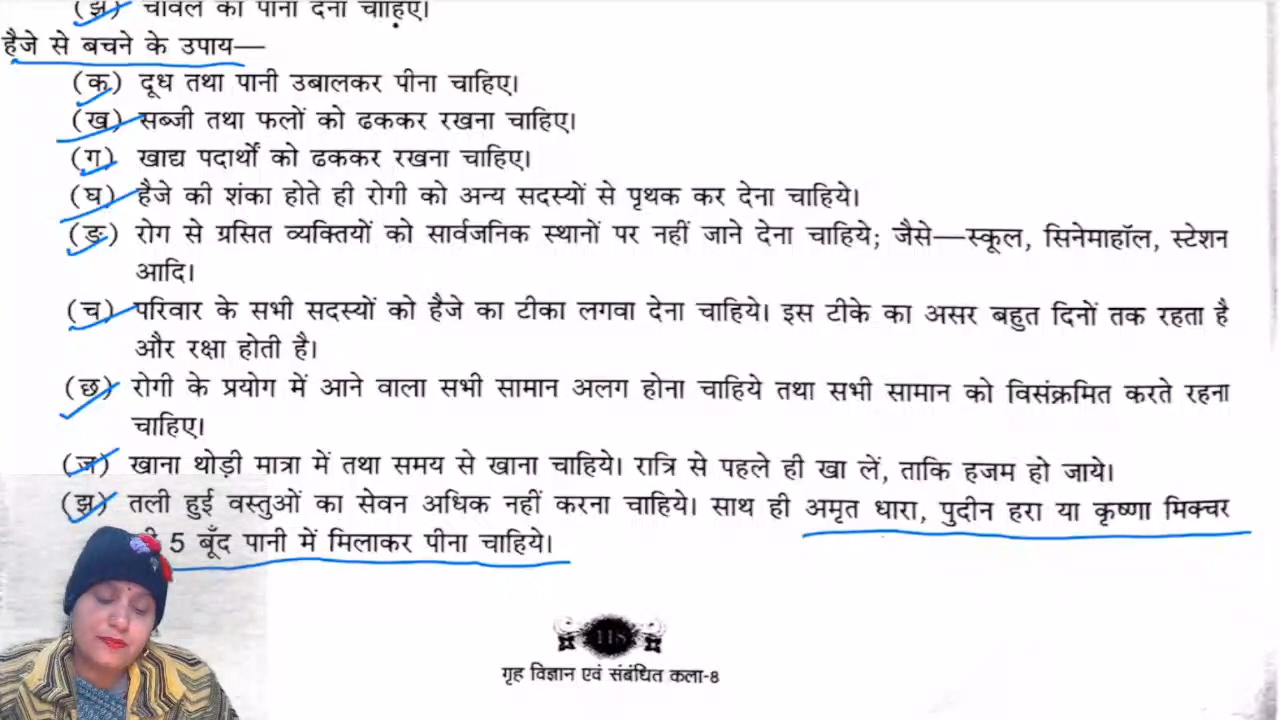 (झ) चावल का पानी देना चाहिए।
हैजे से बचने के उपाय—
(क) दूध तथा पानी उबालकर पीना चाहिए।
(ख) सब्जी तथा फलों को ढककर रखना चाहिए।
(ग) खाद्य पदार्थों को ढककर रखना चाहिए।
(घ) हैजे की शंका होते ही रोगी को अन्य सदस्यों से पृथक कर देना चाहिये।
(ङ) रोग से ग्रसित व्यक्तियों को सार्वजनिक स्थानों पर नहीं जाने देना चाहिये; जैसे—स्कूल, सिनेमाहॉल, स्टेशन
आदि।
(च) परिवार के सभी सदस्यों को हैजे का टीका लगवा देना चाहिये। इस टीके का असर बहुत दिनों तक रहता है
और रक्षा होती है।
(छ) रोगी के प्रयोग में आने वाला सभी सामान अलग होना चाहिये तथा सभी सामान को विसंक्रमित करते रहना
चाहिए।
(ज) खाना थोड़ी मात्रा में तथा समय से खाना चाहिये। रात्रि से पहले ही खा लें, ताकि हजम हो जाये।
(झ) तली हुई वस्तुओं का सेवन अधिक नहीं करना चाहिये। साथ ही अमृत धारा, पुदीन हरा या कृष्णा मिक्चर
5 बूँद पानी में मिलाकर पीना चाहिये।
118
गृह विज्ञान एवं संबंधित कला-8